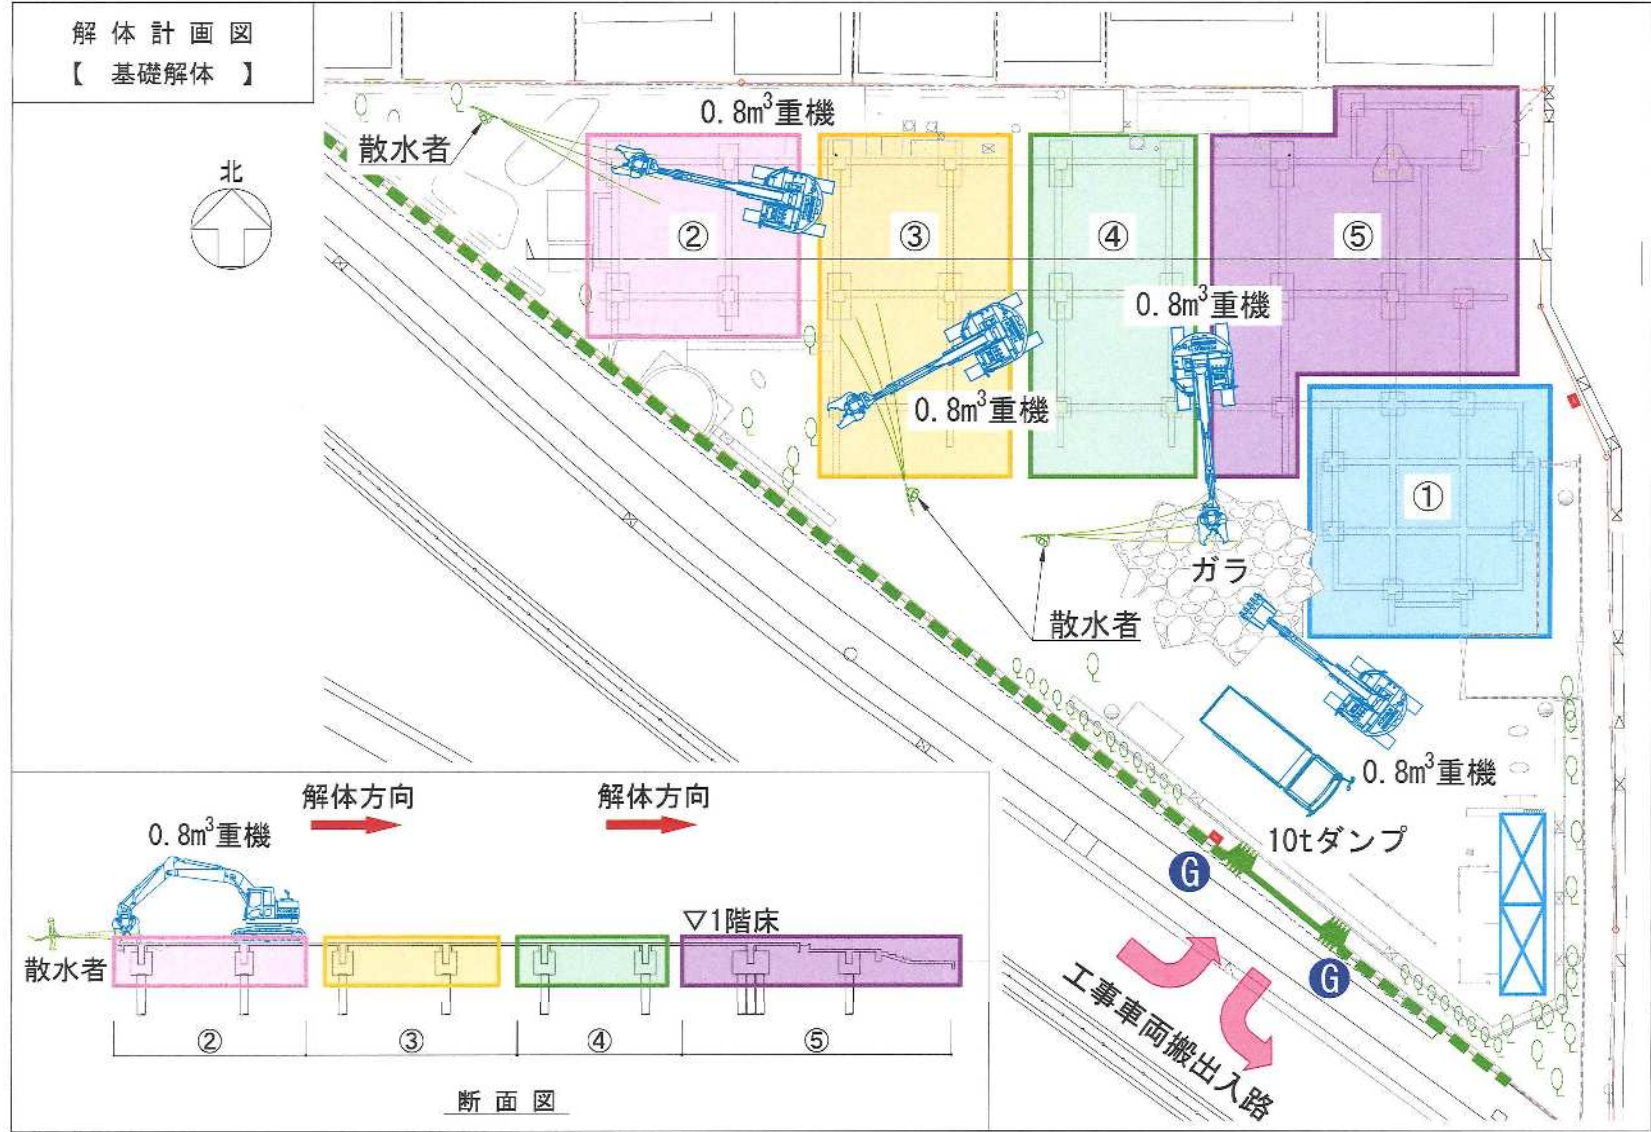 解体計画図
【 基礎解体 】
北
散水者
0.8m³重機
②
③
④
⑤
0.8m³重機
0.8m³重機
①
ガラ
散水者
0.8m³重機
10tダンプ
G
G
工事車両搬出入路
解体方向
解体方向
0.8m³重機
▽1階床
散水者
②
③
④
⑤
断面図